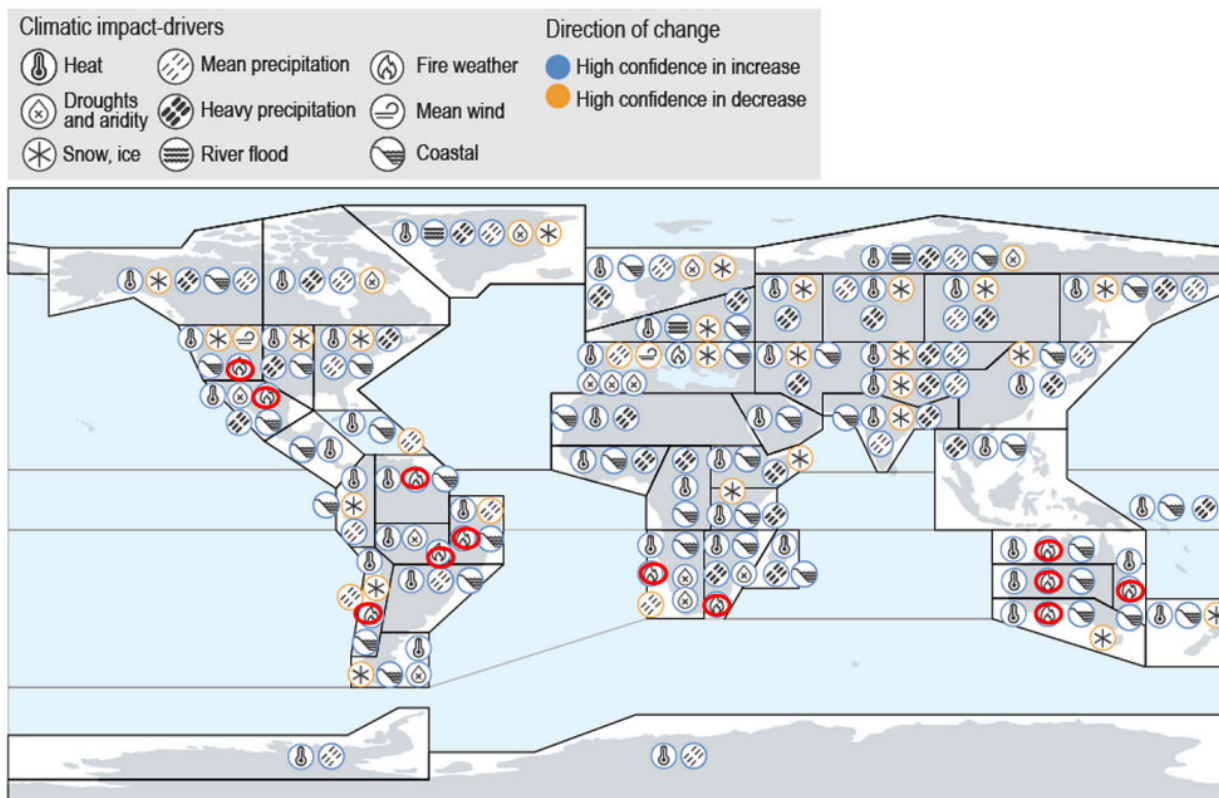 Climatic impact-drivers
Heat
Mean precipitation
Fire weather
Droughts
and aridity
Heavy precipitation
Mean wind
Snow, ice
River flood
Coastal
Direction of change
High confidence in increase
High confidence in decrease